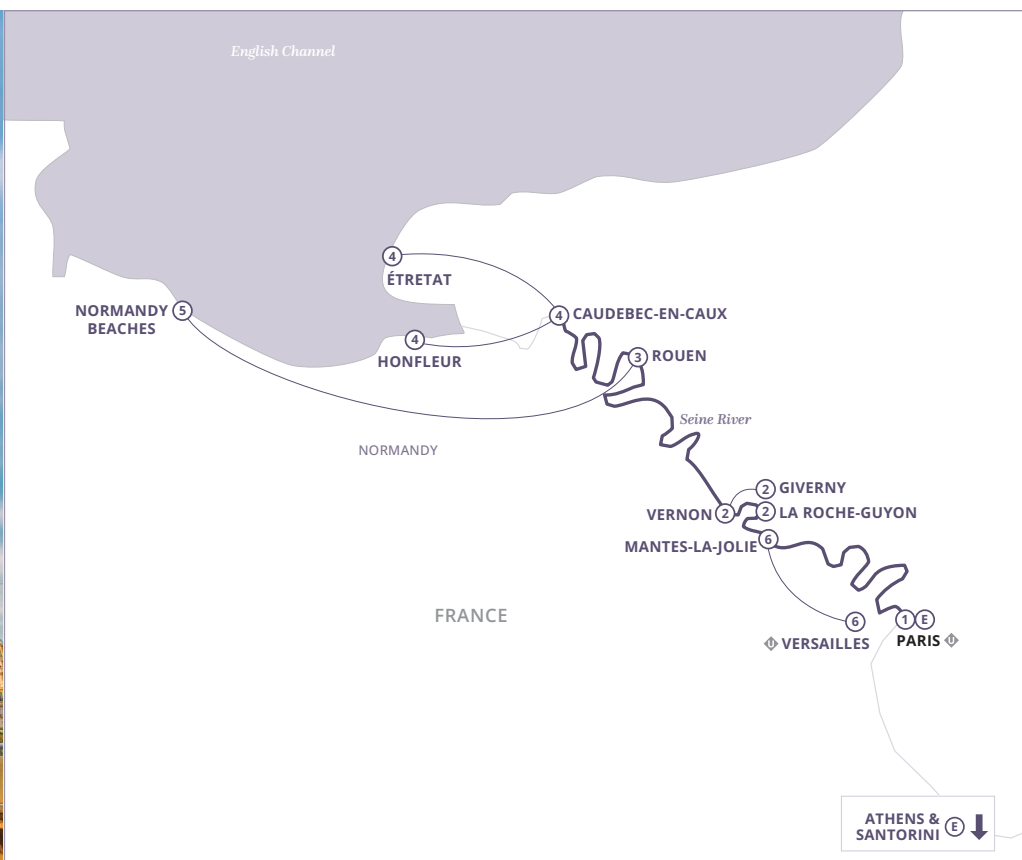 English Channel
4
ÉTRETAT
NORMANDY
BEACHES
5
4
CAUDEBEC-EN-CAUX
4
HONFLEUR
3
ROUEN
Seine River
NORMANDY
2
GIVERNY
VERNON
2
2
LA ROCHE-GUYON
MANTES-LA-JOLIE
6
FRANCE
6
U VERSAILLES
1 E
PARIS U
ATHENS &
SANTORINI E